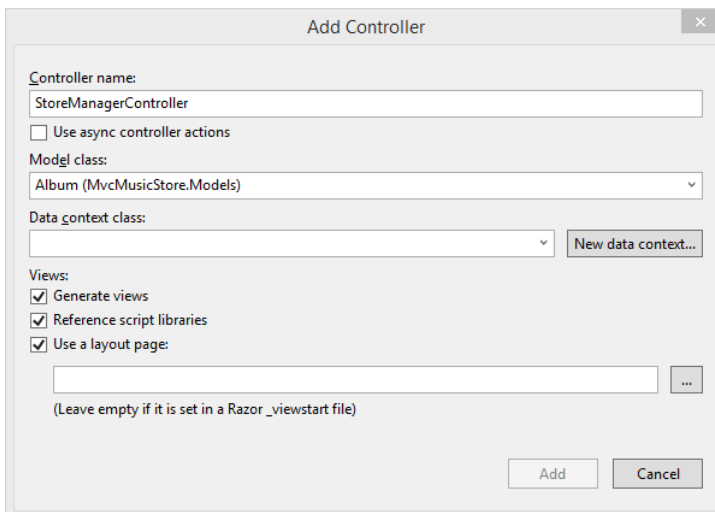 Add Controller
Controller name:
StoreManagerController
Use async controller actions
Model class:
Album (MvcMusicStore.Models)
Data context class:
New data context...
Views:
Generate views
Reference script libraries
Use a layout page:
...
(Leave empty if it is set in a Razor _viewstart file)
Add Cancel